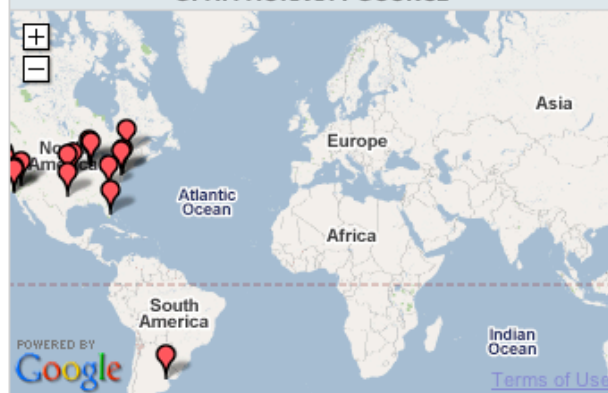 +
−
North
America
Asia
Europe
Atlantic
Ocean
Africa
South
America
Indian
Ocean
POWERED BY
Google
Terms of Use